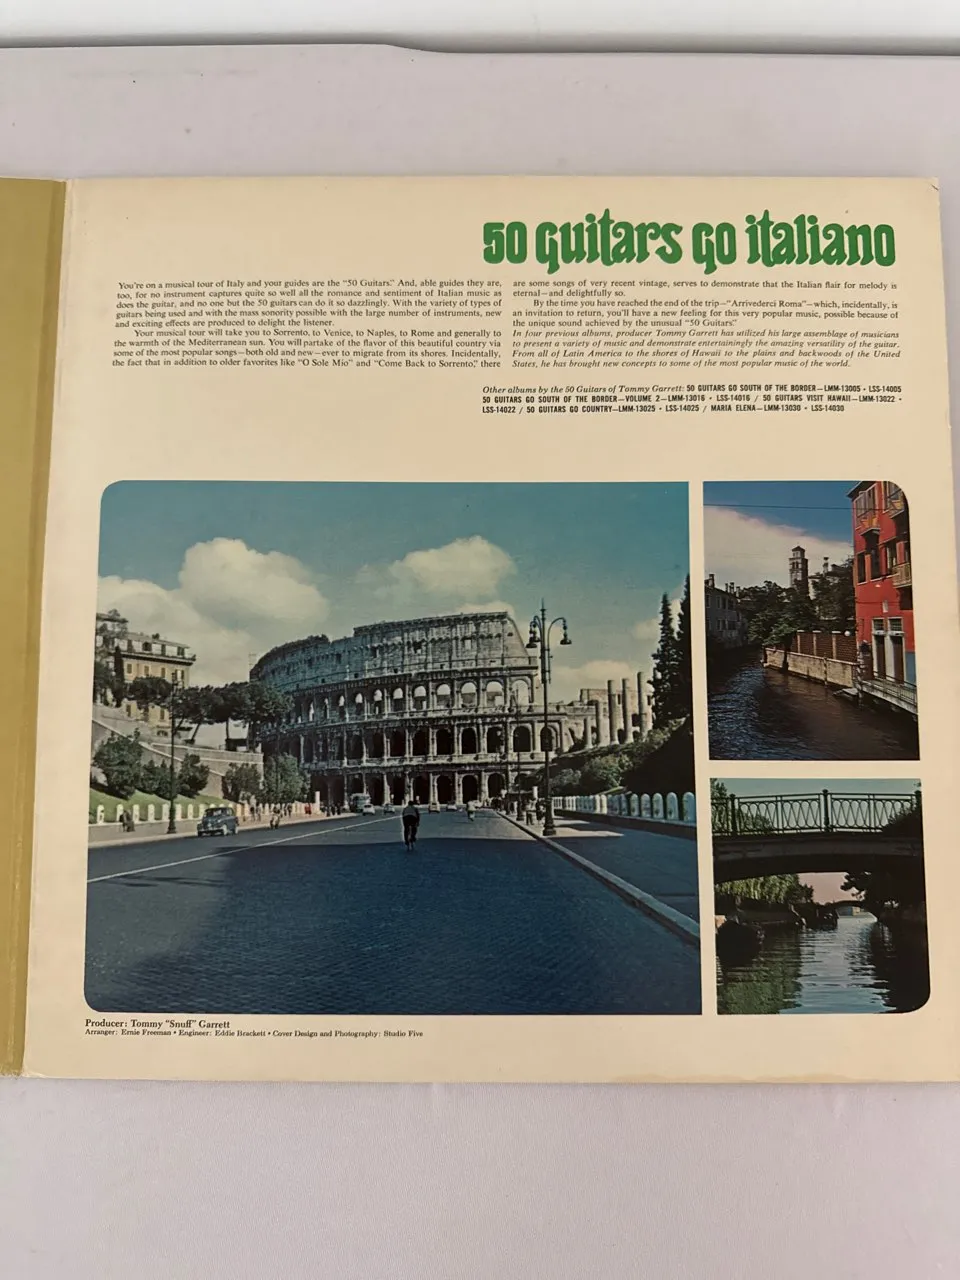 50 guitars go italiano
You're on a musical tour of Italy and your guides are the "50 Guitars." And, able guides they are,
too, for no instrument captures quite so well all the romance and sentiment of Italian music as
does the guitar, and no one but the 50 guitars can do it so dazzlingly. With the variety of types of
guitars being used and with the mass sonority possible with the large number of instruments, new
and exciting effects are produced to delight the listener.
Your musical tour will take you to Sorrento, to Venice, to Naples, to Rome and generally to
the warmth of the Mediterranean sun. You will partake of the flavor of this beautiful country via
some of the most popular songs—both old and new—ever to migrate from its shores. Incidentally,
the fact that in addition to older favorites like "O Sole Mio" and "Come Back to Sorrento," there
are some songs of very recent vintage, serves to demonstrate that the Italian flair for melody is
eternal—and delightfully so.
By the time you have reached the end of the trip—"Arrivederci Roma"—which, incidentally, is
an invitation to return, you'll have a new feeling for this very popular music, possible because of
the unique sound achieved by the unusual "50 Guitars."
In four previous albums, producer Tommy Garrett has utilized his large assemblage of musicians
to present a variety of music and demonstrate entertainingly the amazing versatility of the guitar.
From all of Latin America to the shores of Hawaii to the plains and backwoods of the United
States, he has brought new concepts to some of the most popular music of the world.
Other albums by the 50 Guitars of Tommy Garrett: 50 GUITARS GO SOUTH OF THE BORDER—LMM-13005 • LSS-14005
50 GUITARS GO SOUTH OF THE BORDER—VOLUME 2—LMM-13016 • LSS-14016 / 50 GUITARS VISIT HAWAII—LMM-13022 •
LSS-14022 / 50 GUITARS GO COUNTRY—LMM-13025 • LSS-14025 / MARIA ELENA—LMM-13030 • LSS-14030
Producer: Tommy "Snuff" Garrett
Arranger: Ernie Freeman • Engineer: Eddie Brackett • Cover Design and Photography: Studio Five